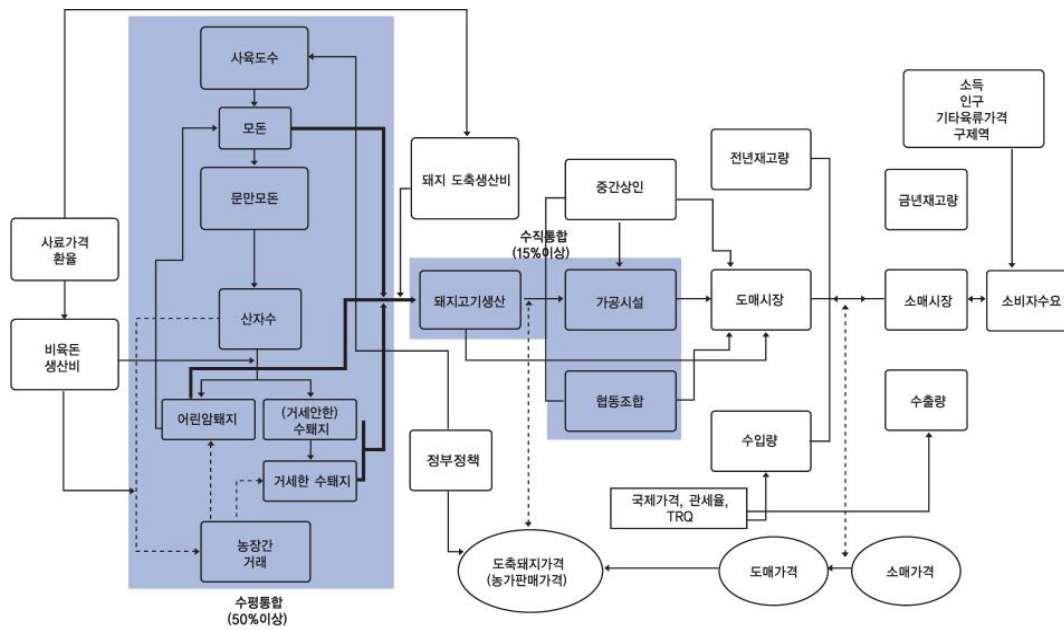 사육도수
모돈
문만모돈
산자수
어린암퇘지
(거세안한)
수퇘지
거세한 수퇘지
농장간
거래
수평통합
(50%이상)
사료가격
환율
비육돈
생산비
돼지 도축생산비
수직통합
(15%이상)
돼지고기생산
정부정책
중간상인
가공시설
협동조합
전년재고량
도매시장
수입량
국제가격, 관세율,
TRQ
소득
인구
기타육류가격
구제역
금년재고량
소매시장
소비자수요
수출량
도축돼지가격
(농가판매가격)
도매가격
소매가격